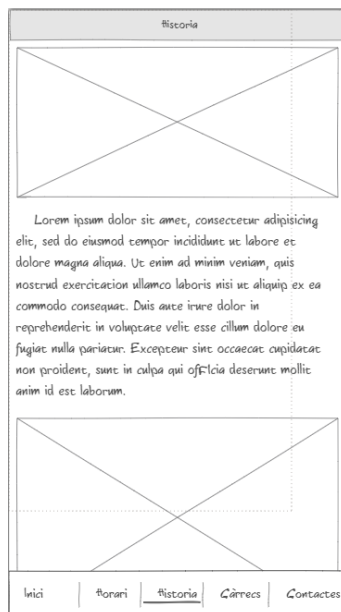 Historia
Lorem ipsum dolor sit amet, consectetur adipisicing
elit, sed do eiusmod tempor incididunt ut labore et
dolore magna aliqua. Ut enim ad minim veniam, quis
nostrud exercitation ullamco laboris nisi ut aliquip ex ea
commodo consequat. Duis aute irure dolor in
reprehenderit in voluptate velit esse cillum dolore eu
fugiat nulla pariatur. Excepteur sint occaecat cupidatat
non proident, sunt in culpa qui officia deserunt mollit
anim id est laborum.
Inici Horari Historia Càrrecs Contactes